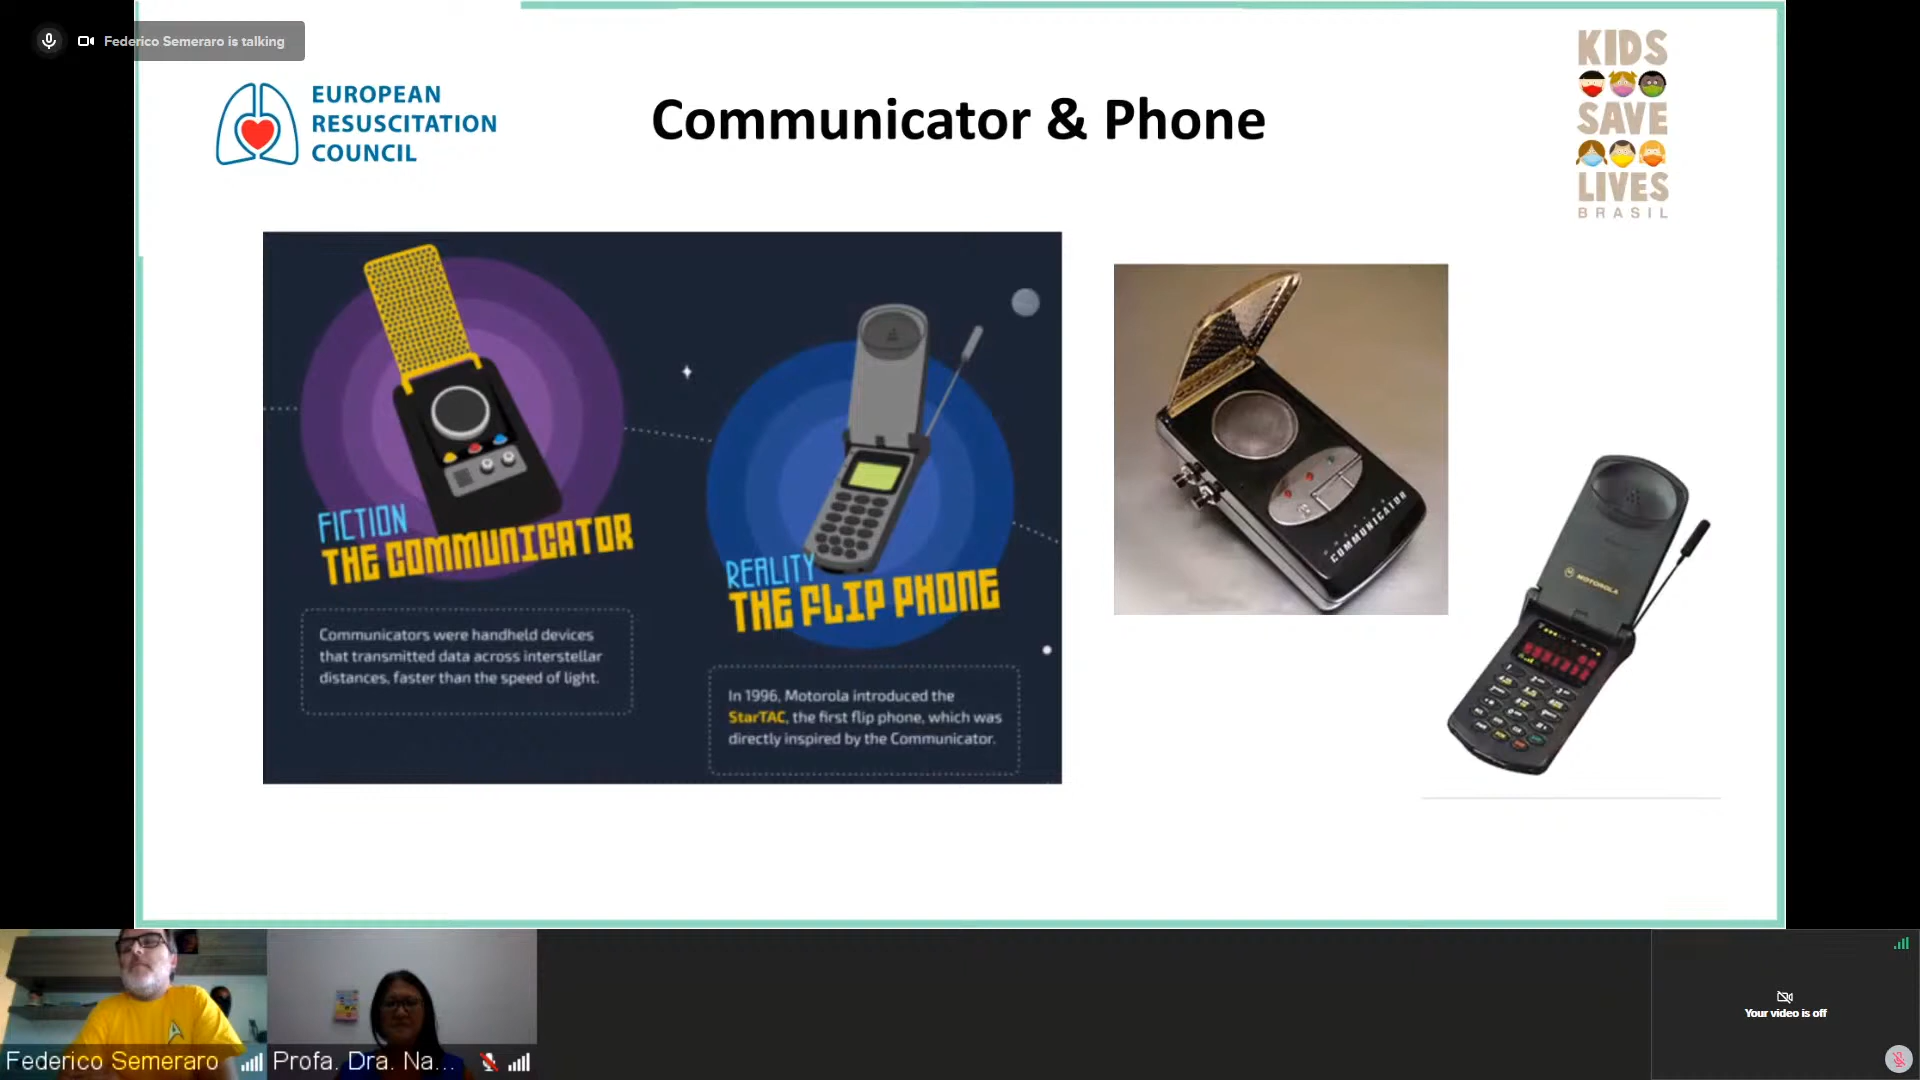 Federico Semeraro is talking
EUROPEAN
RESUSCITATION
COUNCIL
Communicator & Phone
KIDS
SAVE
LIVES
BRASIL
FICTION
THE COMMUNICATOR
Communicators were handheld devices
that transmitted data across interstellar
distances, faster than the speed of light.
REALITY
THE FLIP PHONE
In 1996, Motorola introduced the
StarTAC, the first flip phone, which was
directly inspired by the Communicator.
COMMUNICATOR
MOTOROLA
Federico Semeraro
Profa. Dra. Na...
Your video is off